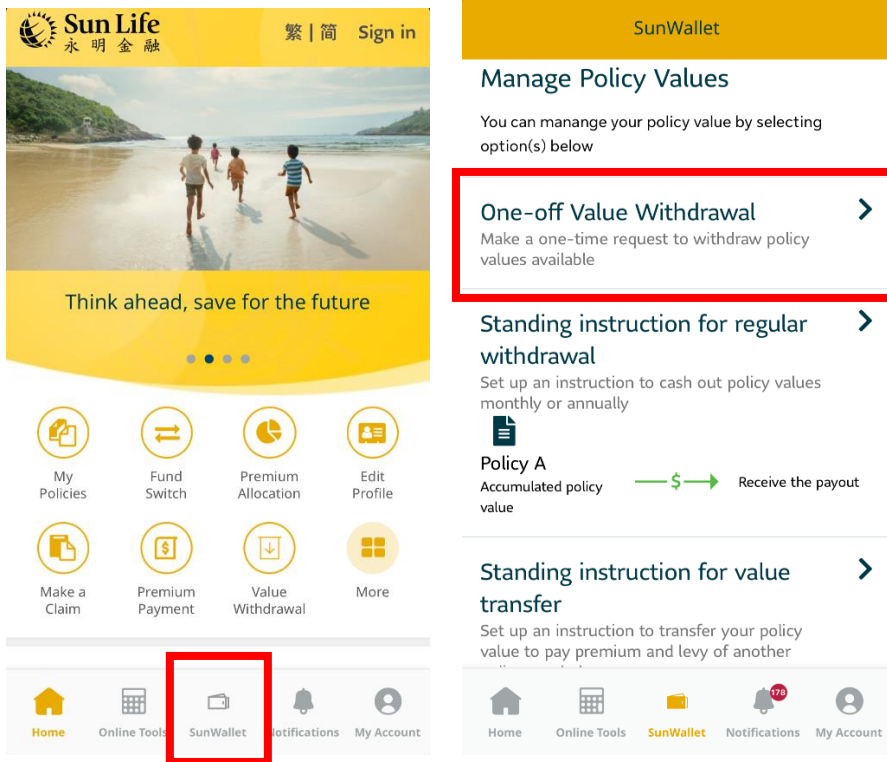 Sun Life
永明金融
繁 | 简 Sign in
Think ahead, save for the future
My
Policies
Fund
Switch
Premium
Allocation
Edit
Profile
Make a
Claim
Premium
Payment
Value
Withdrawal
More
Home
Online Tools
SunWallet
Notifications
My Account
SunWallet
Manage Policy Values
You can manange your policy value by selecting
option(s) below
One-off Value Withdrawal
Make a one-time request to withdraw policy
values available
Standing instruction for regular
withdrawal
Set up an instruction to cash out policy values
monthly or annually
Policy A
Accumulated policy
value
$
Receive the payout
Standing instruction for value
transfer
Set up an instruction to transfer your policy
value to pay premium and levy of another
178
Home
Online Tools
SunWallet
Notifications
My Account